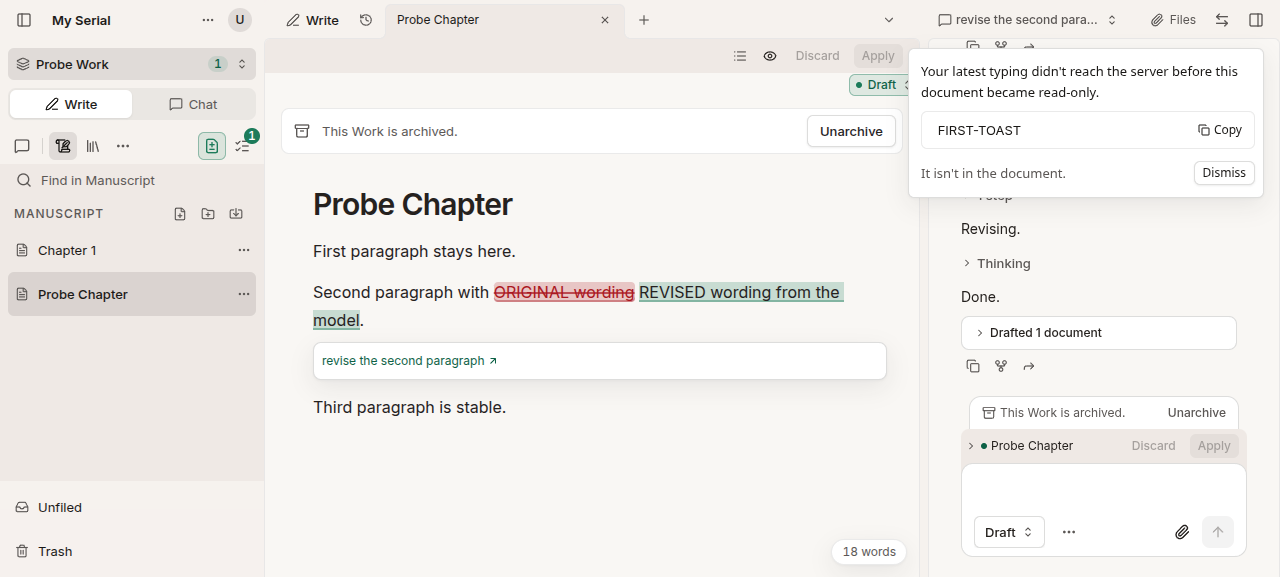 My Serial
U
Probe Work
1
Write
Chat
1
Find in Manuscript
MANUSCRIPT
Chapter 1
Probe Chapter
Unfiled
Trash
Write
Probe Chapter
Discard
Apply
Draft
This Work is archived.
Unarchive
Probe Chapter
First paragraph stays here.
Second paragraph with ORIGINAL wording REVISED wording from the
model.
revise the second paragraph
Third paragraph is stable.
18 words
revise the second para...
Files
Your latest typing didn't reach the server before this
document became read-only.
FIRST-TOAST
Copy
It isn't in the document.
Dismiss
Revising.
Thinking
Done.
Drafted 1 document
This Work is archived.
Unarchive
Probe Chapter
Discard
Apply
Draft